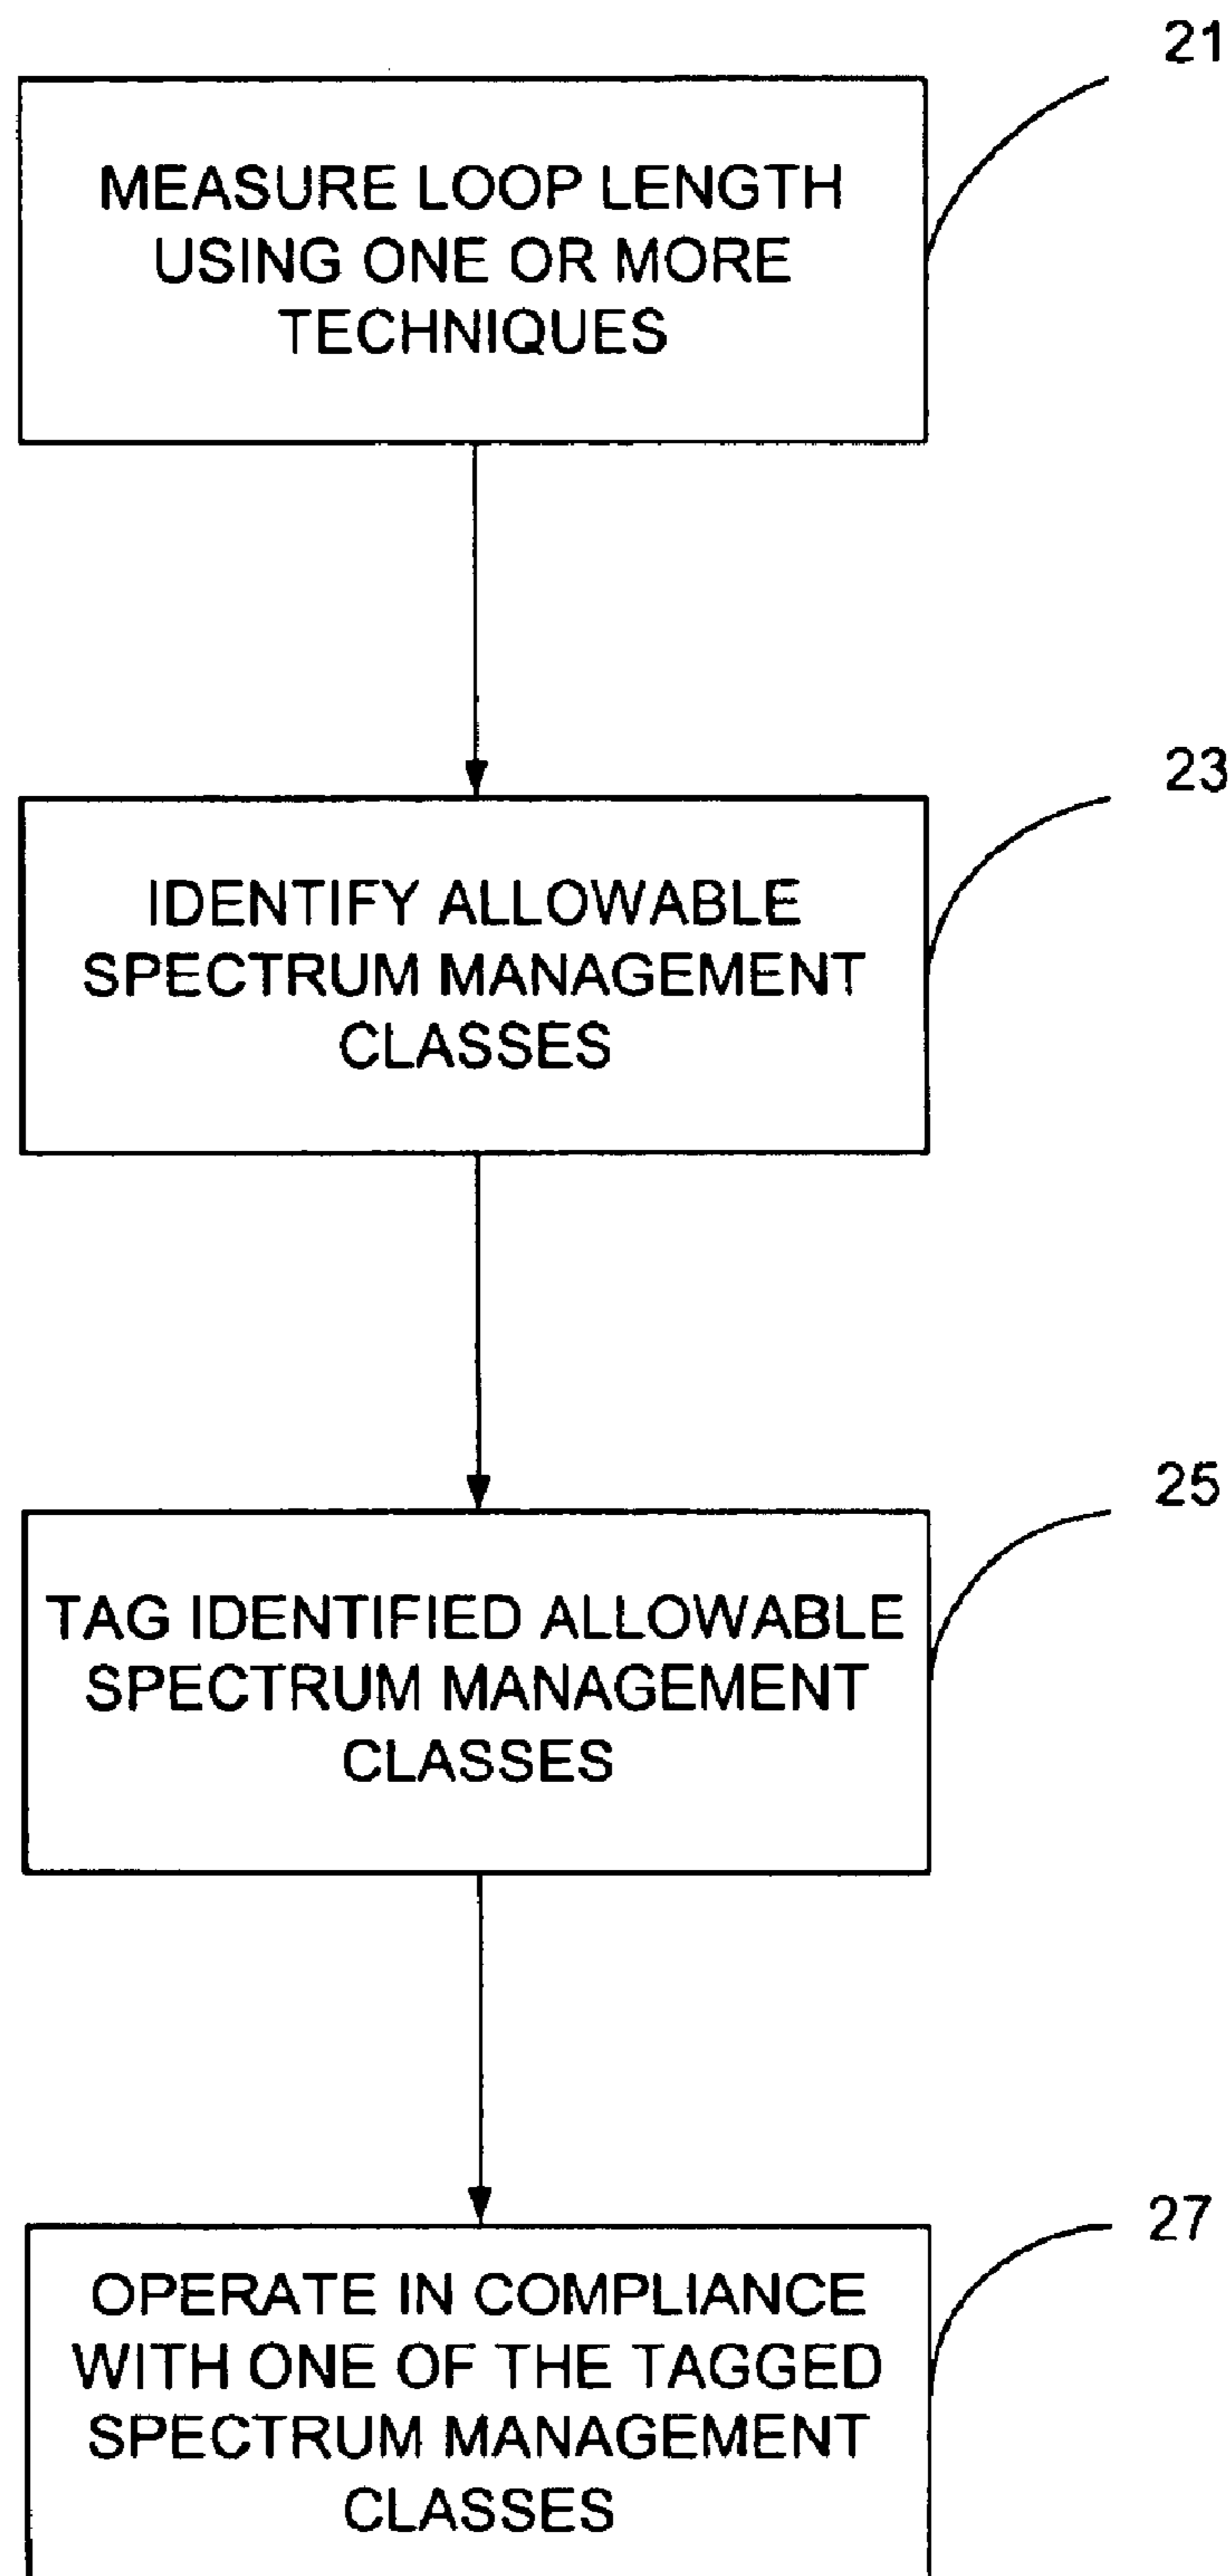 21
MEASURE LOOP LENGTH
USING ONE OR MORE
TECHNIQUES
23
IDENTIFY ALLOWABLE
SPECTRUM MANAGEMENT
CLASSES
25
TAG IDENTIFIED ALLOWABLE
SPECTRUM MANAGEMENT
CLASSES
27
OPERATE IN COMPLIANCE
WITH ONE OF THE TAGGED
SPECTRUM MANAGEMENT
CLASSES